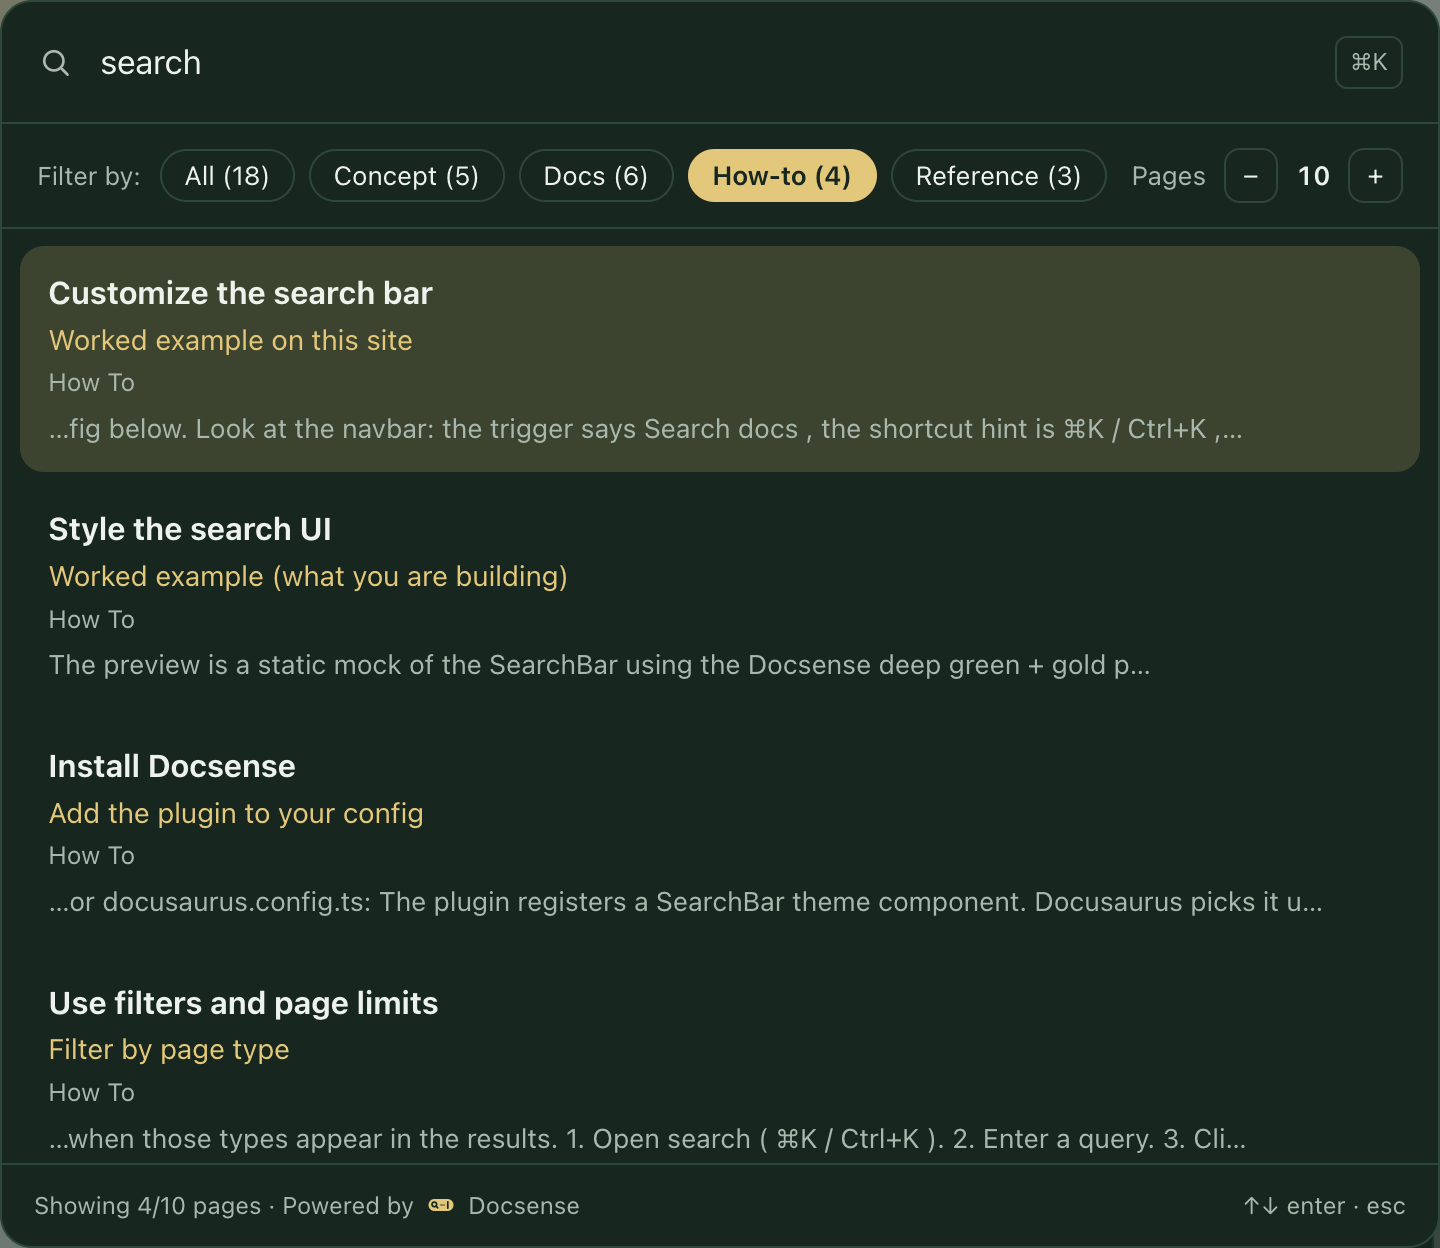 search
⌘K
Filter by: All (18) Concept (5) Docs (6) How-to (4) Reference (3) Pages − 10 +
Customize the search bar
Worked example on this site
How To
...fig below. Look at the navbar: the trigger says Search docs , the shortcut hint is ⌘K / Ctrl+K ,...
Style the search UI
Worked example (what you are building)
How To
The preview is a static mock of the SearchBar using the Docsense deep green + gold p...
Install Docsense
Add the plugin to your config
How To
...or docusaurus.config.ts: The plugin registers a SearchBar theme component. Docusaurus picks it u...
Use filters and page limits
Filter by page type
How To
...when those types appear in the results. 1. Open search ( ⌘K / Ctrl+K ). 2. Enter a query. 3. Cli...
Showing 4/10 pages · Powered by Docsense
↑↓ enter · esc